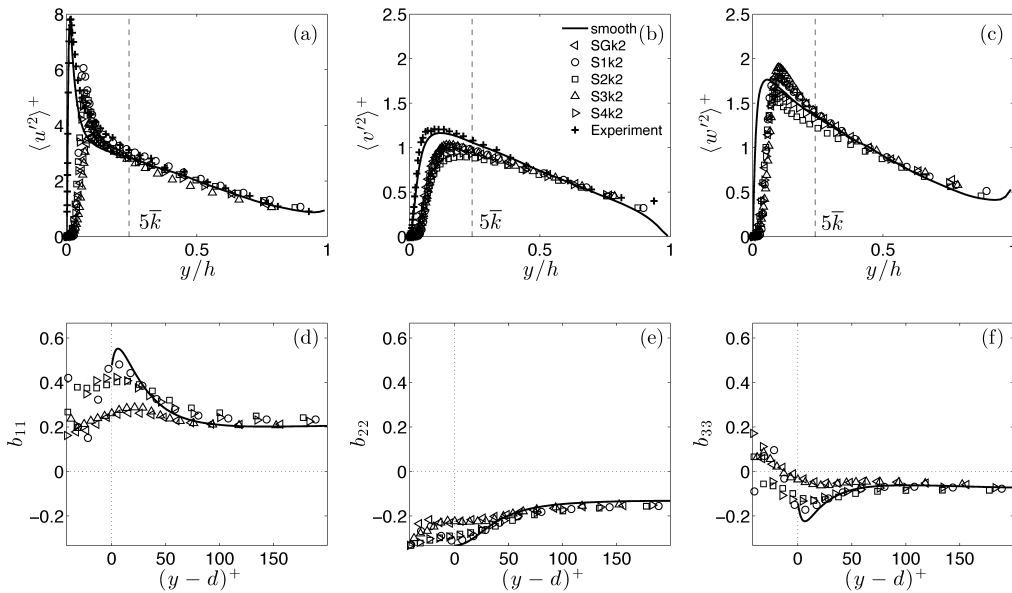 (a)
8
6
4
2
0
0
0.5
1
⟨u′²⟩⁺
y/h
5k̅
(b)
2.5
2
1.5
1
0.5
0
0
0.5
1
⟨v′²⟩⁺
y/h
5k̅
smooth
SGk2
S1k2
S2k2
S3k2
S4k2
Experiment
(c)
2.5
2
1.5
1
0.5
0
0
0.5
1
⟨w′²⟩⁺
y/h
5k̅
(d)
0.6
0.4
0.2
0
−0.2
0
50
100
150
b₁₁
(y − d)⁺
(e)
0.6
0.4
0.2
0
−0.2
0
50
100
150
b₂₂
(y − d)⁺
(f)
0.6
0.4
0.2
0
−0.2
0
50
100
150
b₃₃
(y − d)⁺